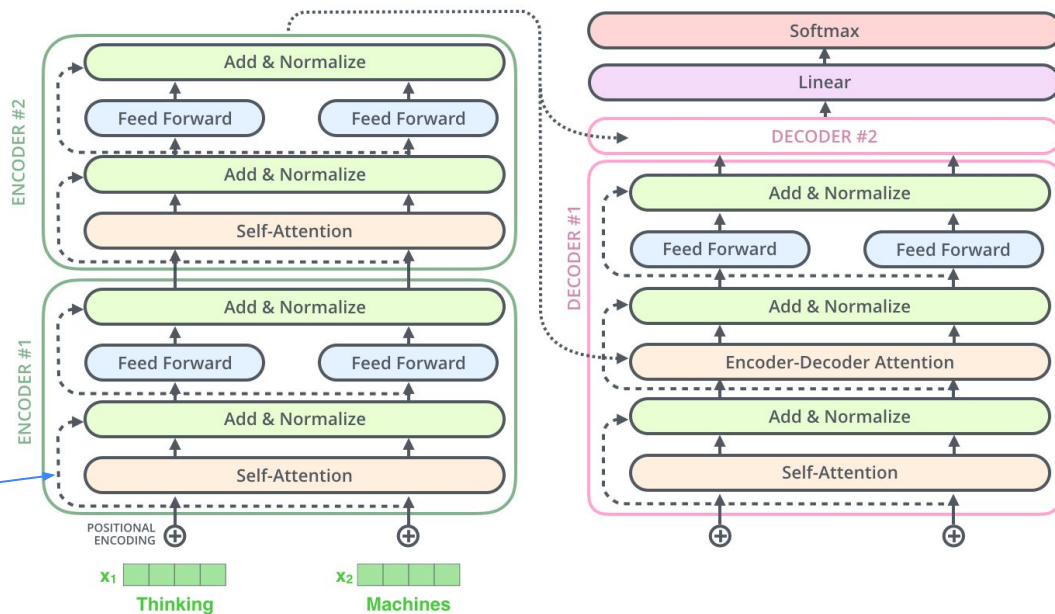 ENCODER #2
Add & Normalize
Feed Forward
Feed Forward
Add & Normalize
Self-Attention
ENCODER #1
Add & Normalize
Feed Forward
Feed Forward
Add & Normalize
Self-Attention
POSITIONAL
ENCODING
x1
x2
Thinking
Machines
Softmax
Linear
DECODER #2
DECODER #1
Add & Normalize
Feed Forward
Feed Forward
Add & Normalize
Encoder-Decoder Attention
Add & Normalize
Self-Attention